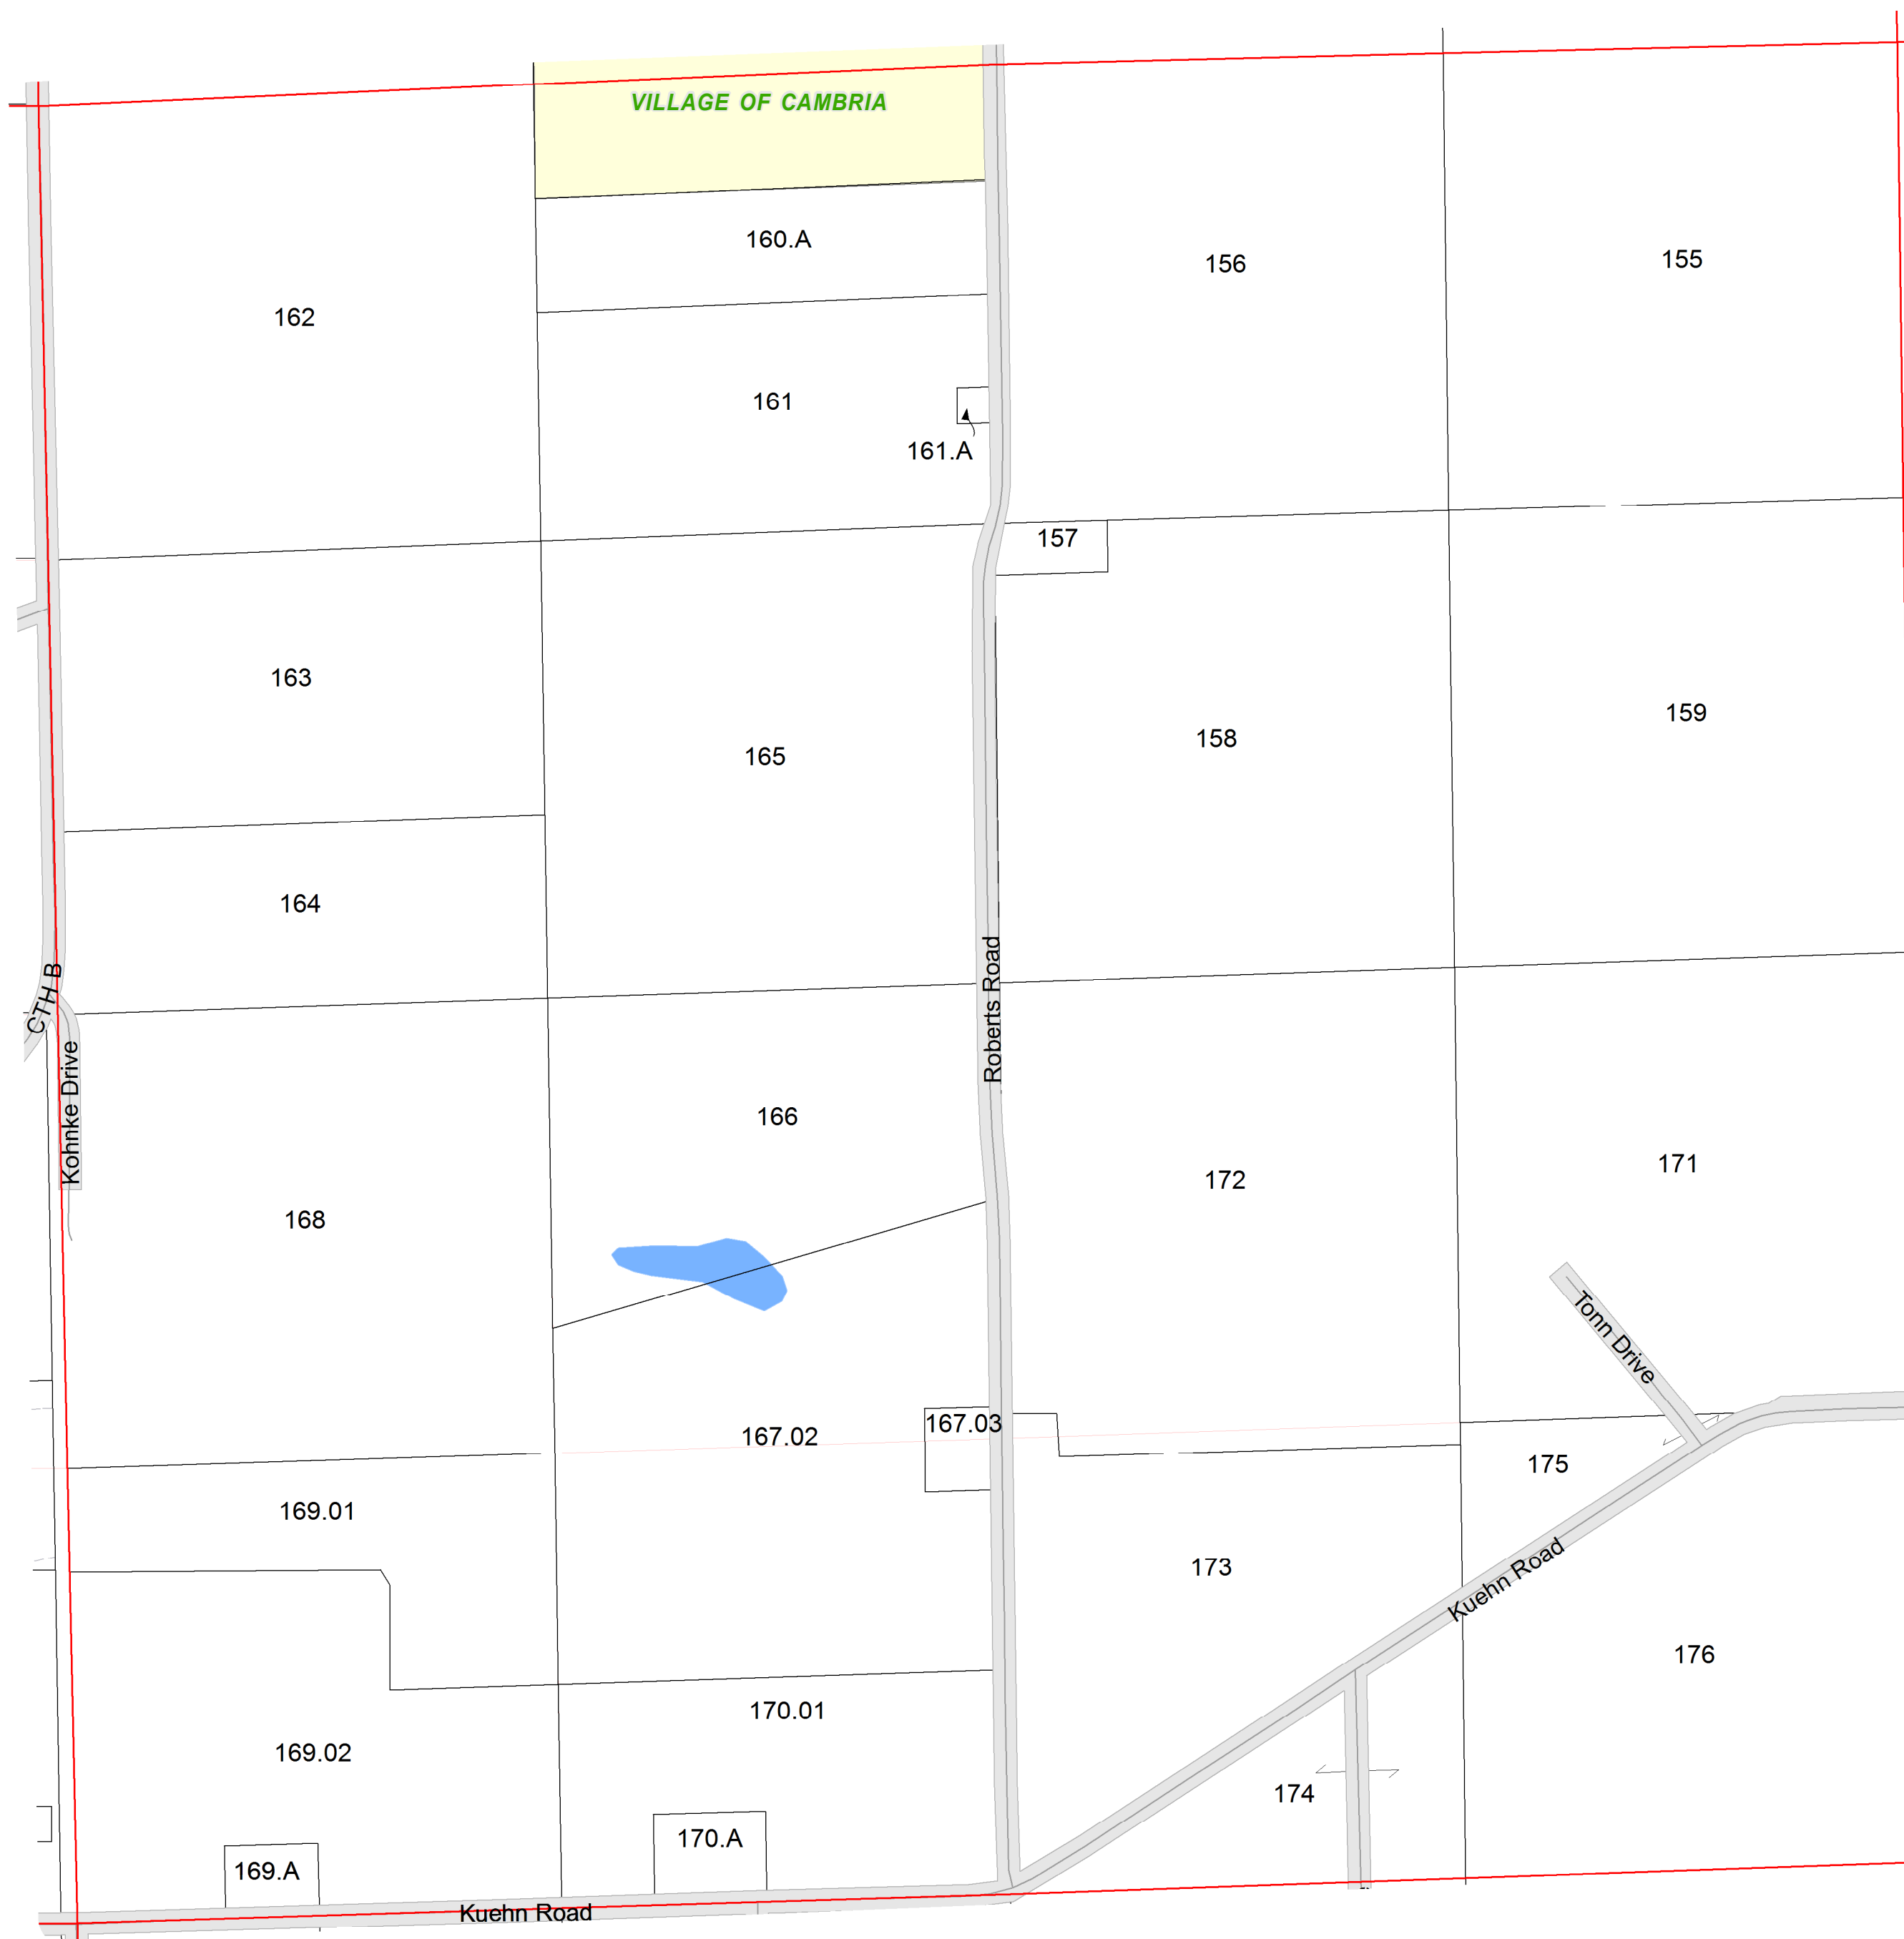 VILLAGE OF CAMBRIA
160.A
156
155
162
161
161.A
157
163
159
158
165
164
CTH B
Roberts Road
Kohnke Drive
166
171
172
168
Tonn Drive
167.03
167.02
175
169.01
173
Kuehn Road
176
170.01
169.02
174
170.A
169.A
Kuehn Road